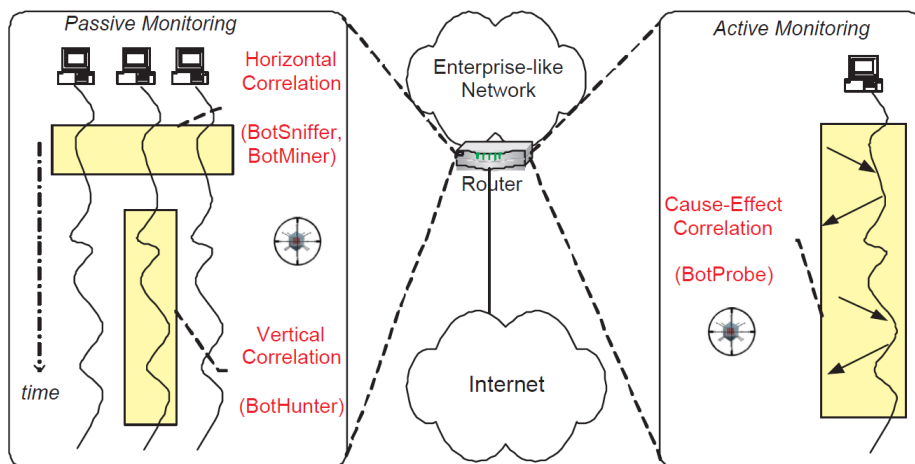 Passive Monitoring
Horizontal
Correlation
(BotSniffer,
BotMiner)
Vertical
Correlation
(BotHunter)
time
Enterprise-like
Network
Router
Internet
Active Monitoring
Cause-Effect
Correlation
(BotProbe)